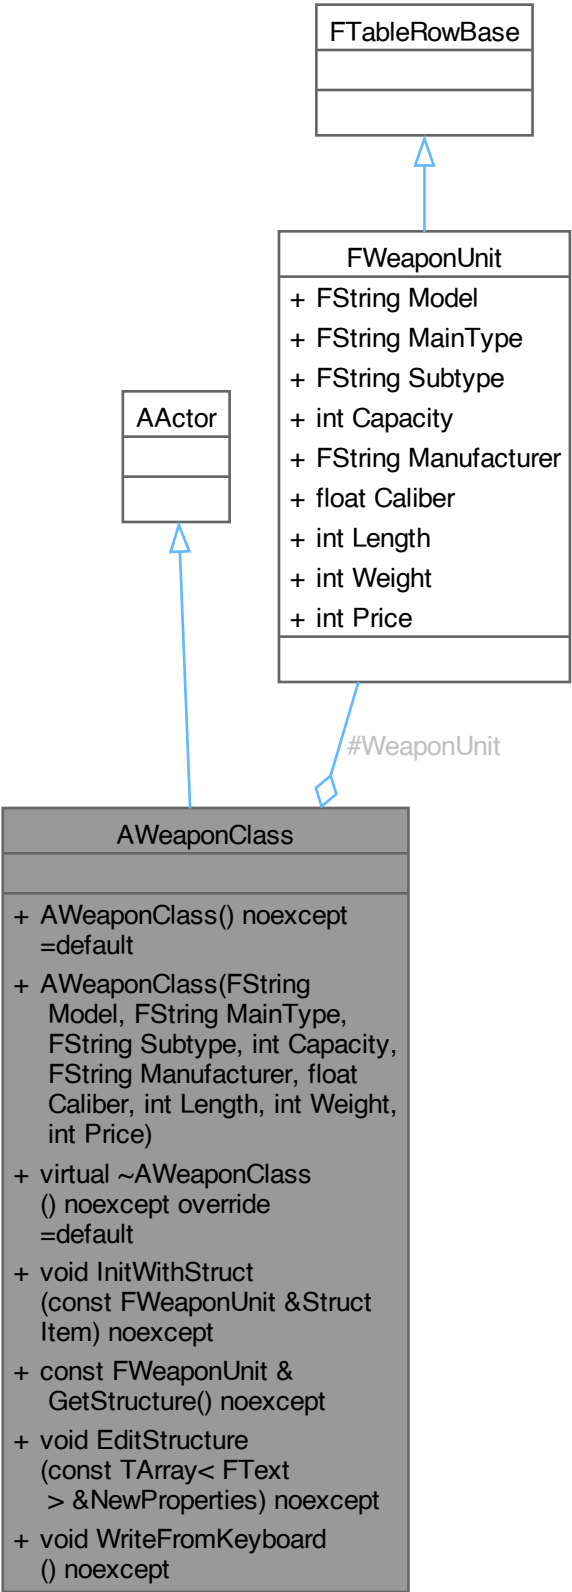 FTableRowBase
FWeaponUnit
+ FString Model
+ FString MainType
+ FString Subtype
+ int Capacity
+ FString Manufacturer
+ float Caliber
+ int Length
+ int Weight
+ int Price
AActor
#WeaponUnit
AWeaponClass
+ AWeaponClass() noexcept
=default
+ AWeaponClass(FString
Model, FString MainType,
FString Subtype, int Capacity,
FString Manufacturer, float
Caliber, int Length, int Weight,
int Price)
+ virtual ~AWeaponClass
() noexcept override
=default
+ void InitWithStruct
(const FWeaponUnit &Struct
Item) noexcept
+ const FWeaponUnit &
GetStructure() noexcept
+ void EditStructure
(const TArray< FText
> &NewProperties) noexcept
+ void WriteFromKeyboard
() noexcept